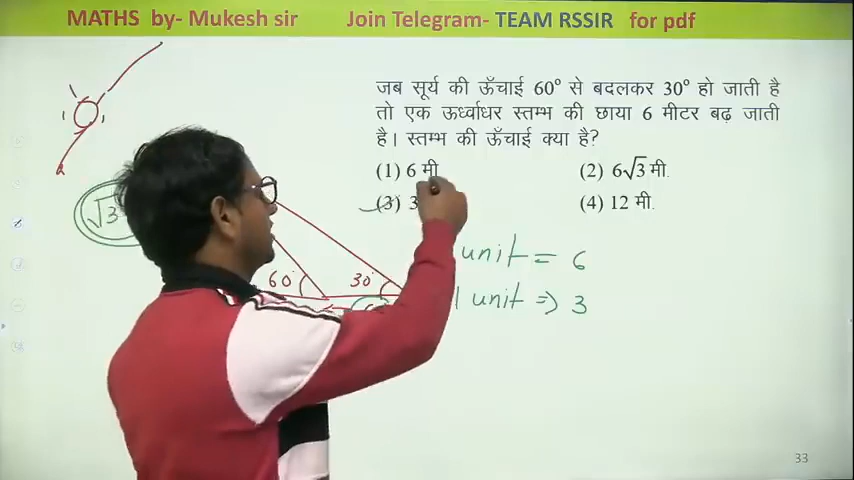 MATHS by- Mukesh sir Join Telegram- TEAM RSSIR for pdf
जब सूर्य की ऊँचाई 60° से बदलकर 30° हो जाती है
तो एक ऊर्ध्वाधर स्तम्भ की छाया 6 मीटर बढ़ जाती
है। स्तम्भ की ऊँचाई क्या है?
(1) 6 मी (2) 6√3 मी.
(3) 3 (4) 12 मी.
√3
unit = 6
60° 30°
1 unit => 3
33